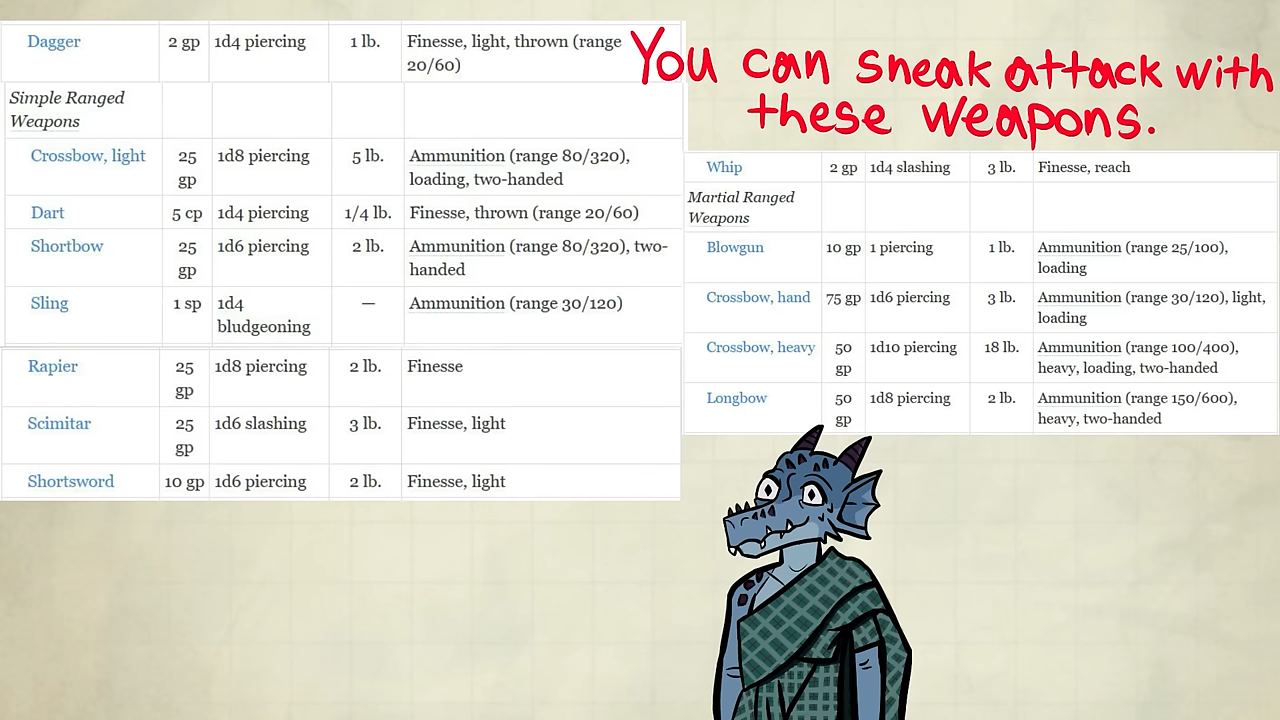 You can sneak attack with
these weapons.
Dagger 2 gp 1d4 piercing 1 lb. Finesse, light, thrown (range
20/60)
Simple Ranged
Weapons
Crossbow, light 25 1d8 piercing 5 lb. Ammunition (range 80/320),
gp loading, two-handed
Dart 5 cp 1d4 piercing 1/4 lb. Finesse, thrown (range 20/60)
Shortbow 25 1d6 piercing 2 lb. Ammunition (range 80/320), two-
gp handed
Sling 1 sp 1d4 — Ammunition (range 30/120)
bludgeoning
Rapier 25 1d8 piercing 2 lb. Finesse
gp
Scimitar 25 1d6 slashing 3 lb. Finesse, light
gp
Shortsword 10 gp 1d6 piercing 2 lb. Finesse, light
Whip 2 gp 1d4 slashing 3 lb. Finesse, reach
Martial Ranged
Weapons
Blowgun 10 gp 1 piercing 1 lb. Ammunition (range 25/100),
loading
Crossbow, hand 75 gp 1d6 piercing 3 lb. Ammunition (range 30/120), light,
loading
Crossbow, heavy 50 1d10 piercing 18 lb. Ammunition (range 100/400),
gp heavy, loading, two-handed
Longbow 50 1d8 piercing 2 lb. Ammunition (range 150/600),
gp heavy, two-handed